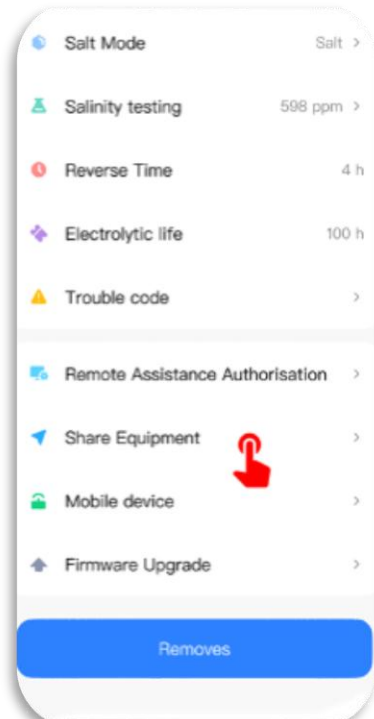 Salt Mode Salt >
Salinity testing 598 ppm >
Reverse Time 4 h
Electrolytic life 100 h
Trouble code >
Remote Assistance Authorisation >
Share Equipment >
Mobile device >
Firmware Upgrade >
Removes